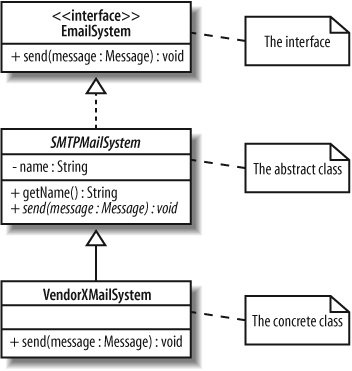 <<interface>>
EmailSystem
+ send(message : Message) : void
The interface
SMTPMailSystem
- name : String
+ getName() : String
+ send(message : Message) : void
The abstract class
VendorXMailSystem
+ send(message : Message) : void
The concrete class